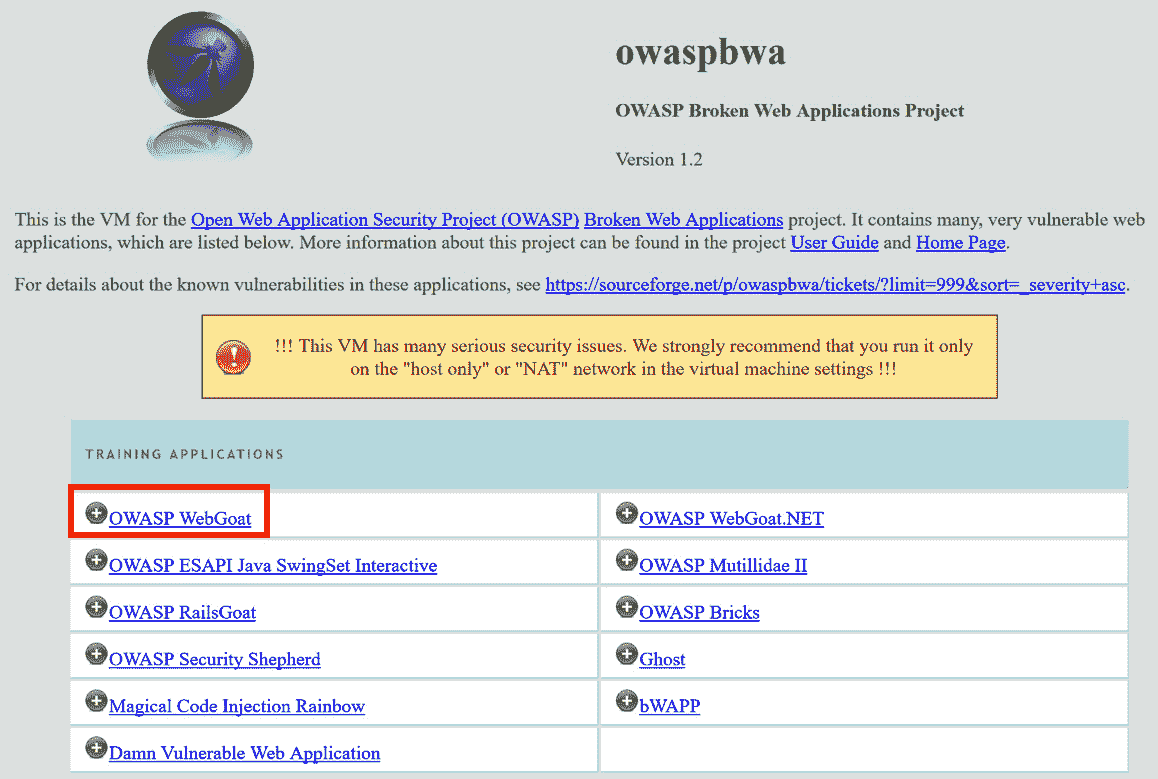 owaspbwa
OWASP Broken Web Applications Project
Version 1.2
This is the VM for the Open Web Application Security Project (OWASP) Broken Web Applications project. It contains many, very vulnerable web
applications, which are listed below. More information about this project can be found in the project User Guide and Home Page.
For details about the known vulnerabilities in these applications, see https://sourceforge.net/p/owaspbwa/tickets/?limit=999&sort=_severity+asc.
!!! This VM has many serious security issues. We strongly recommend that you run it only
on the "host only" or "NAT" network in the virtual machine settings !!!
TRAINING APPLICATIONS
OWASP WebGoat
OWASP WebGoat.NET
OWASP ESAPI Java SwingSet Interactive
OWASP Mutillidae II
OWASP RailsGoat
OWASP Bricks
OWASP Security Shepherd
Ghost
Magical Code Injection Rainbow
bWAPP
Damn Vulnerable Web Application